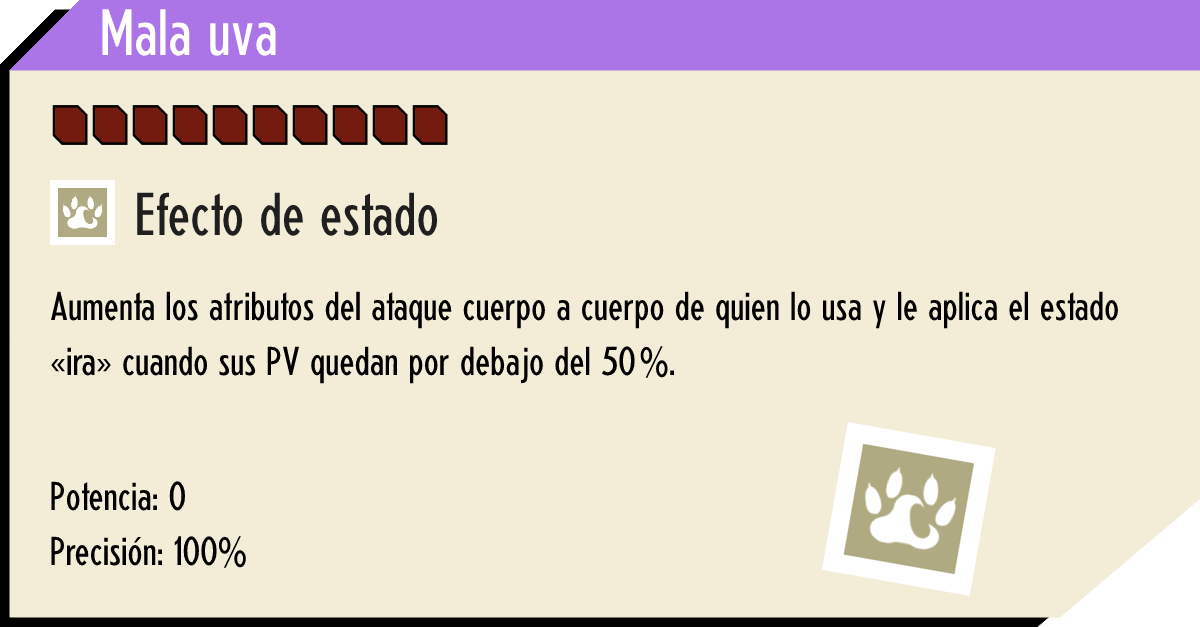 Mala uva
Efecto de estado
Aumenta los atributos del ataque cuerpo a cuerpo de quien lo usa y le aplica el estado
«ira» cuando sus PV quedan por debajo del 50 %.
Potencia: 0
Precisión: 100%